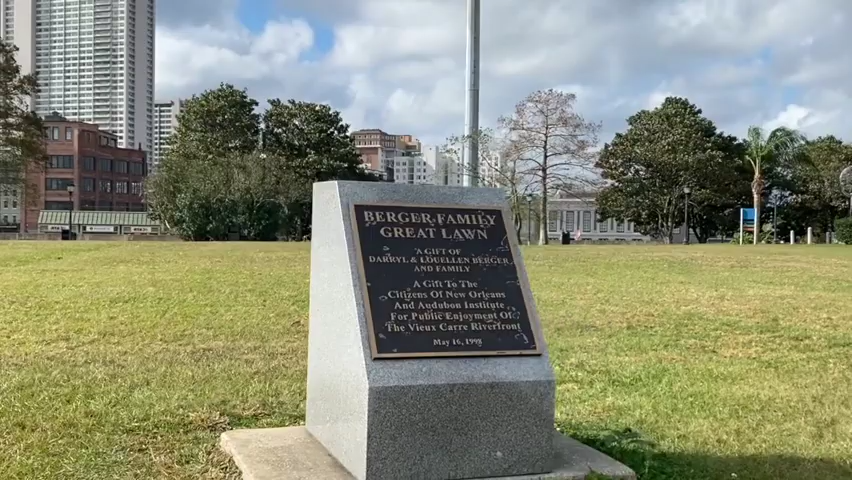 BERGER FAMILY
GREAT LAWN
A GIFT OF
DARRYL & LOUELLEN BERGER
AND FAMILY
A Gift To The
Citizens Of New Orleans
And Audubon Institute
For Public Enjoyment Of
The Vieux Carre Riverfront
May 16, 1998